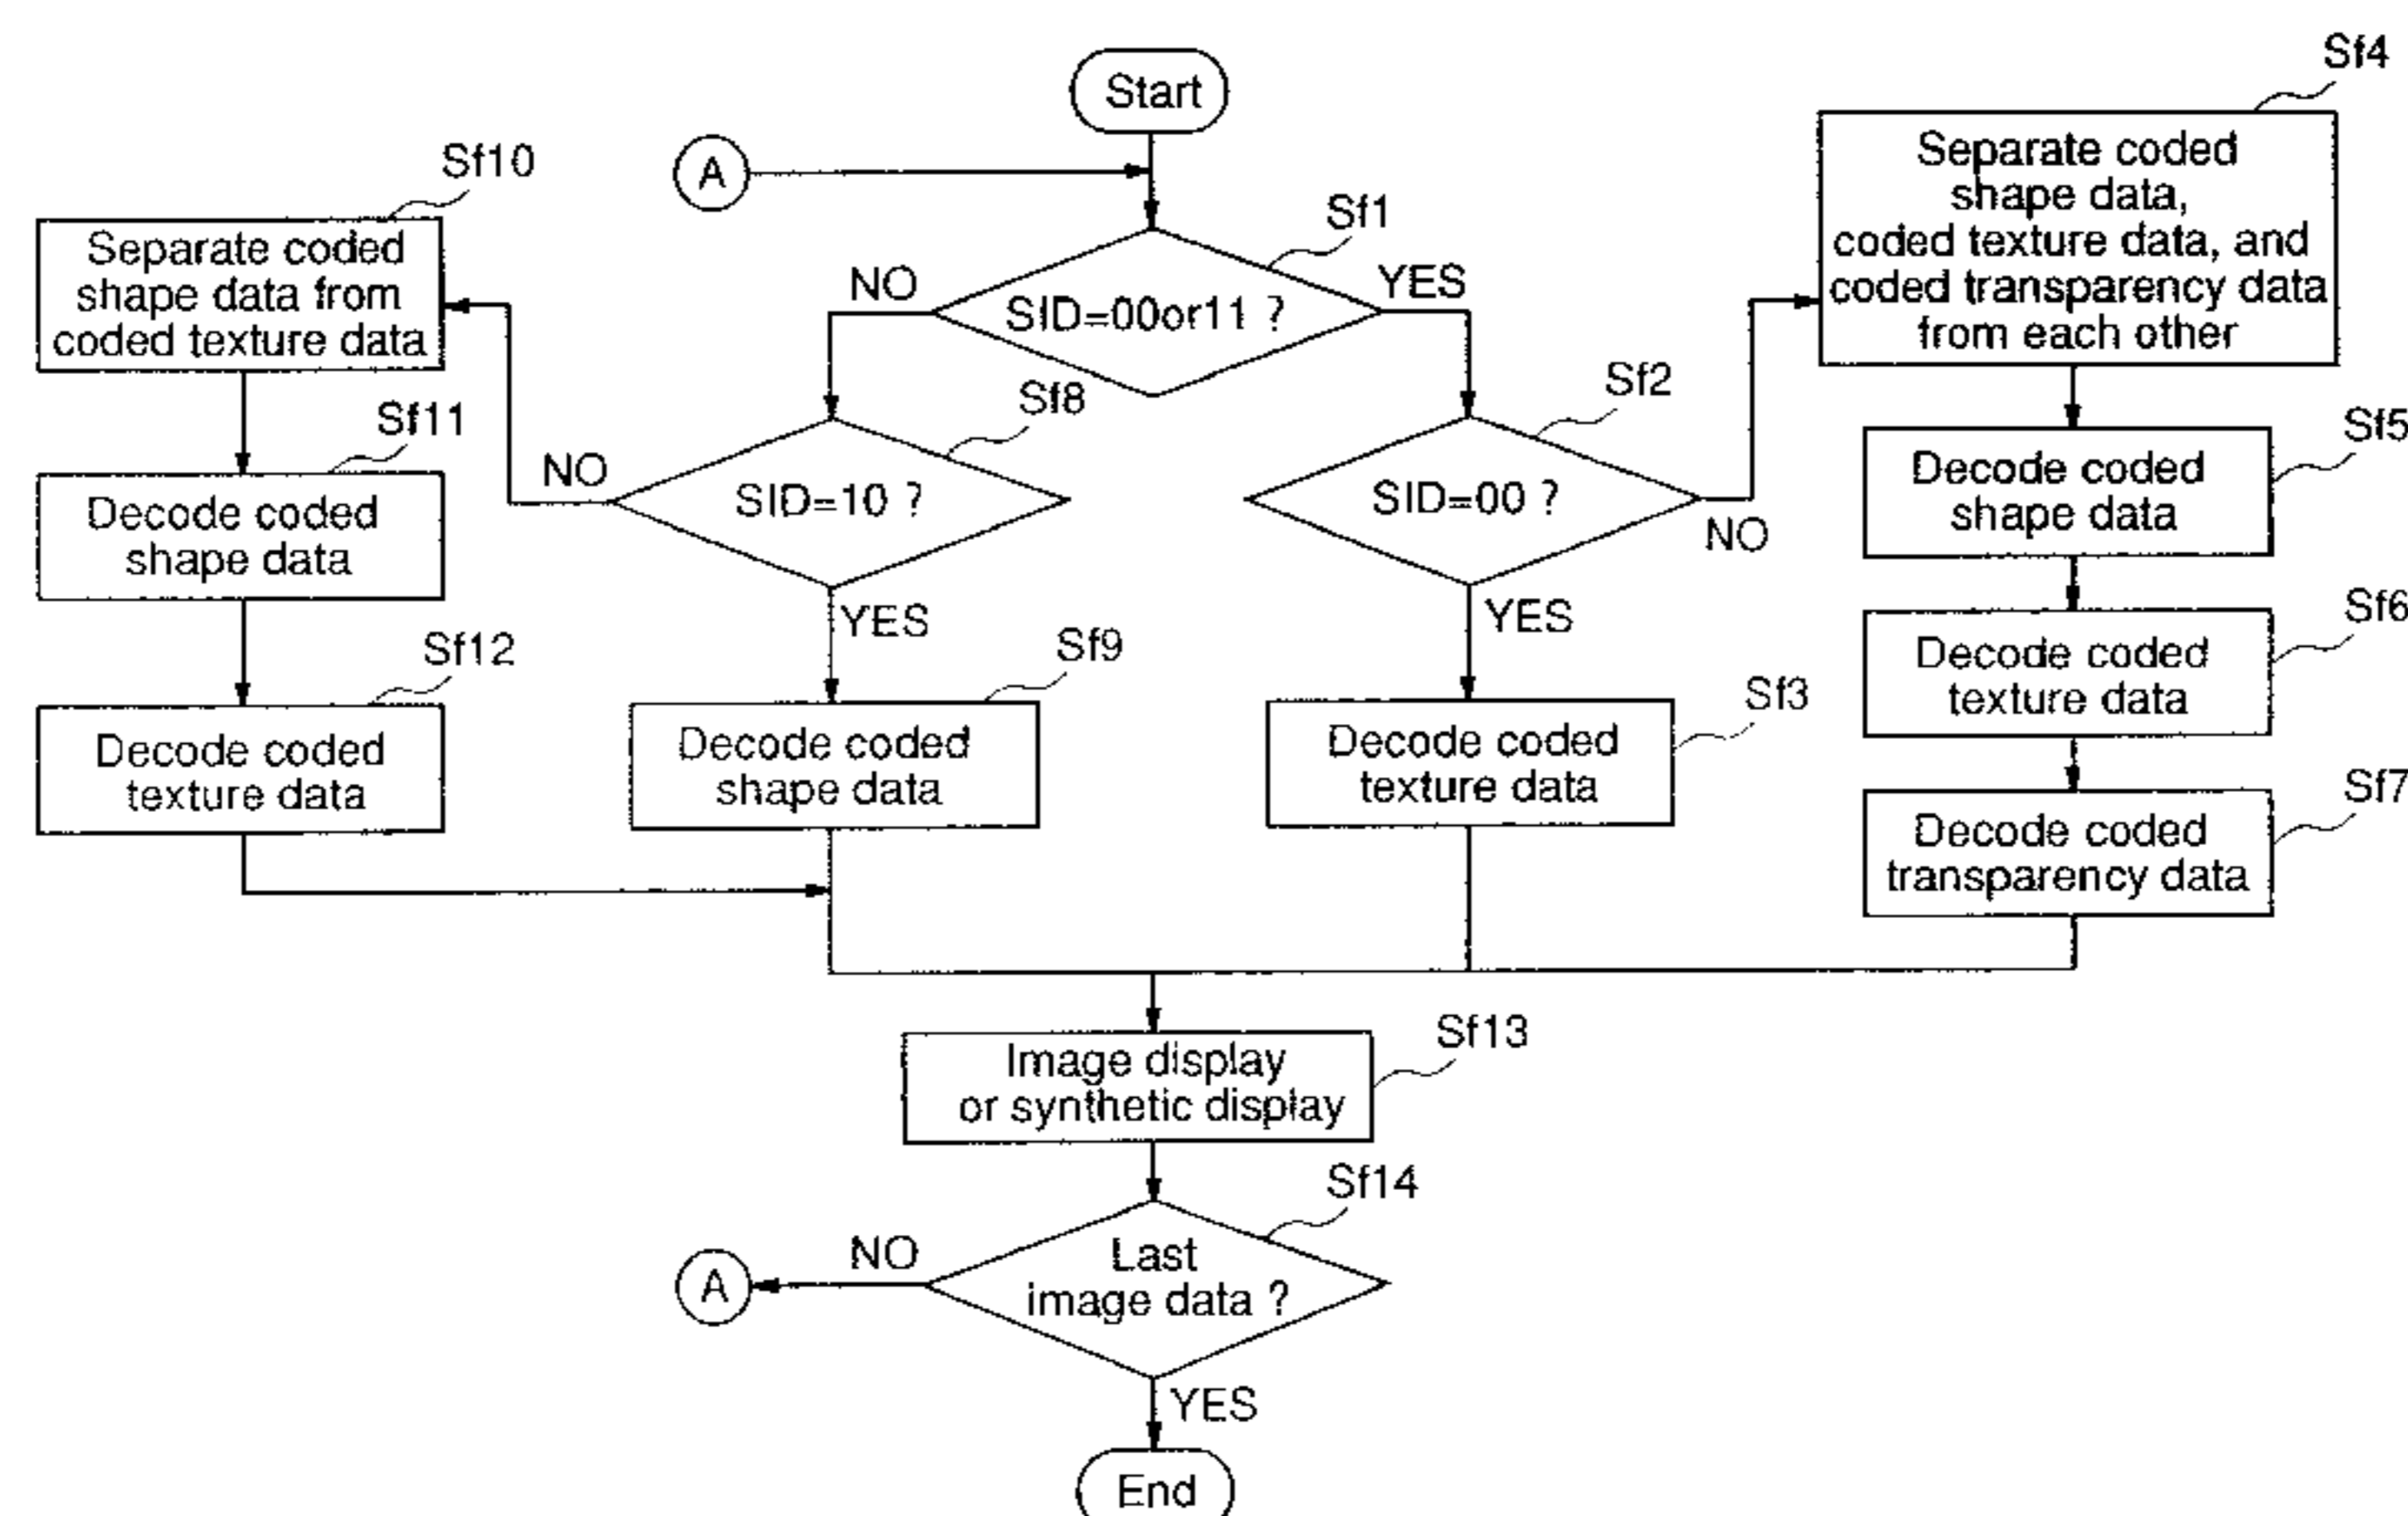 Start
A
Sf1
SID=00or11 ?
NO
YES
Sf2
SID=00 ?
NO
YES
Sf3
Decode coded
texture data
Sf4
Separate coded
shape data,
coded texture data, and
coded transparency data
from each other
Sf5
Decode coded
shape data
Sf6
Decode coded
texture data
Sf7
Decode coded
transparency data
Sf8
SID=10 ?
NO
YES
Sf9
Decode coded
shape data
Sf10
Separate coded
shape data from
coded texture data
Sf11
Decode coded
shape data
Sf12
Decode coded
texture data
Sf13
Image display
or synthetic display
Sf14
Last
image data ?
NO
A
YES
End